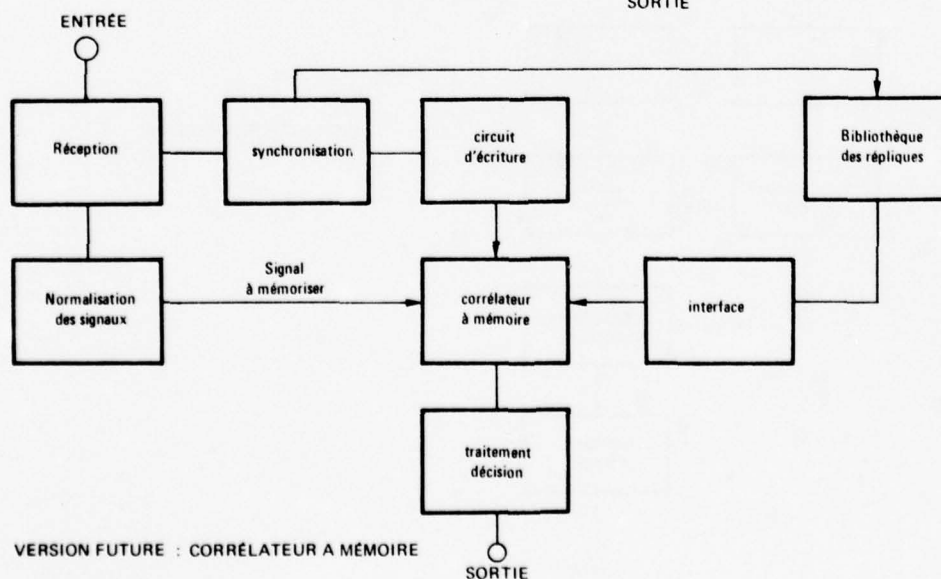 SORTIE
ENTRÉE
Réception
synchronisation
circuit
d'écriture
Bibliothèque
des répliques
Normalisation
des signaux
Signal
à mémoriser
corrélateur
à mémoire
interface
traitement
décision
VERSION FUTURE : CORRÉLATEUR A MÉMOIRE
SORTIE